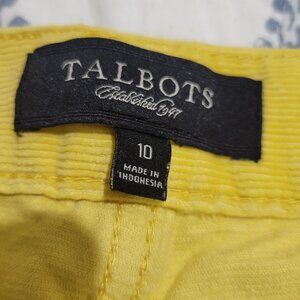 TALBOTS
Established 1947
10
MADE IN
INDONESIA